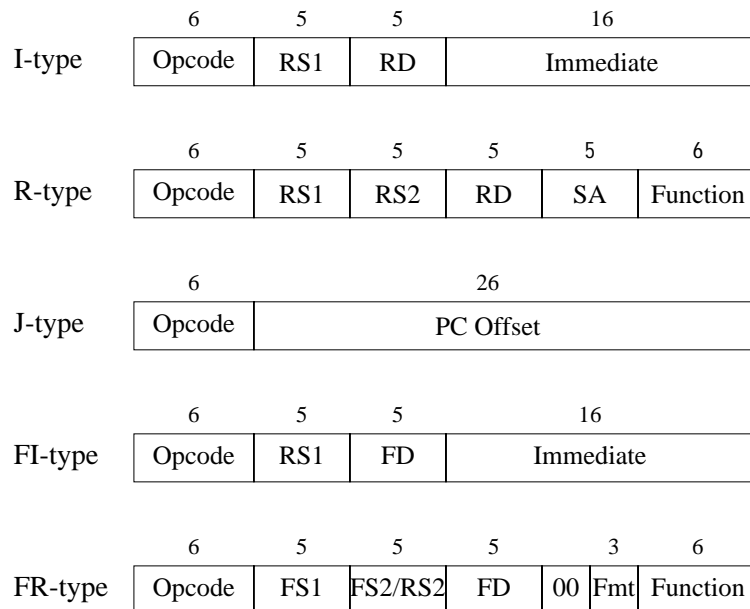 6 5 5 16
I-type Opcode RS1 RD Immediate
6 5 5 5 5 6
R-type Opcode RS1 RS2 RD SA Function
6 26
J-type Opcode PC Offset
6 5 5 16
FI-type Opcode RS1 FD Immediate
6 5 5 5 3 6
FR-type Opcode FS1 FS2/RS2 FD 00 Fmt Function